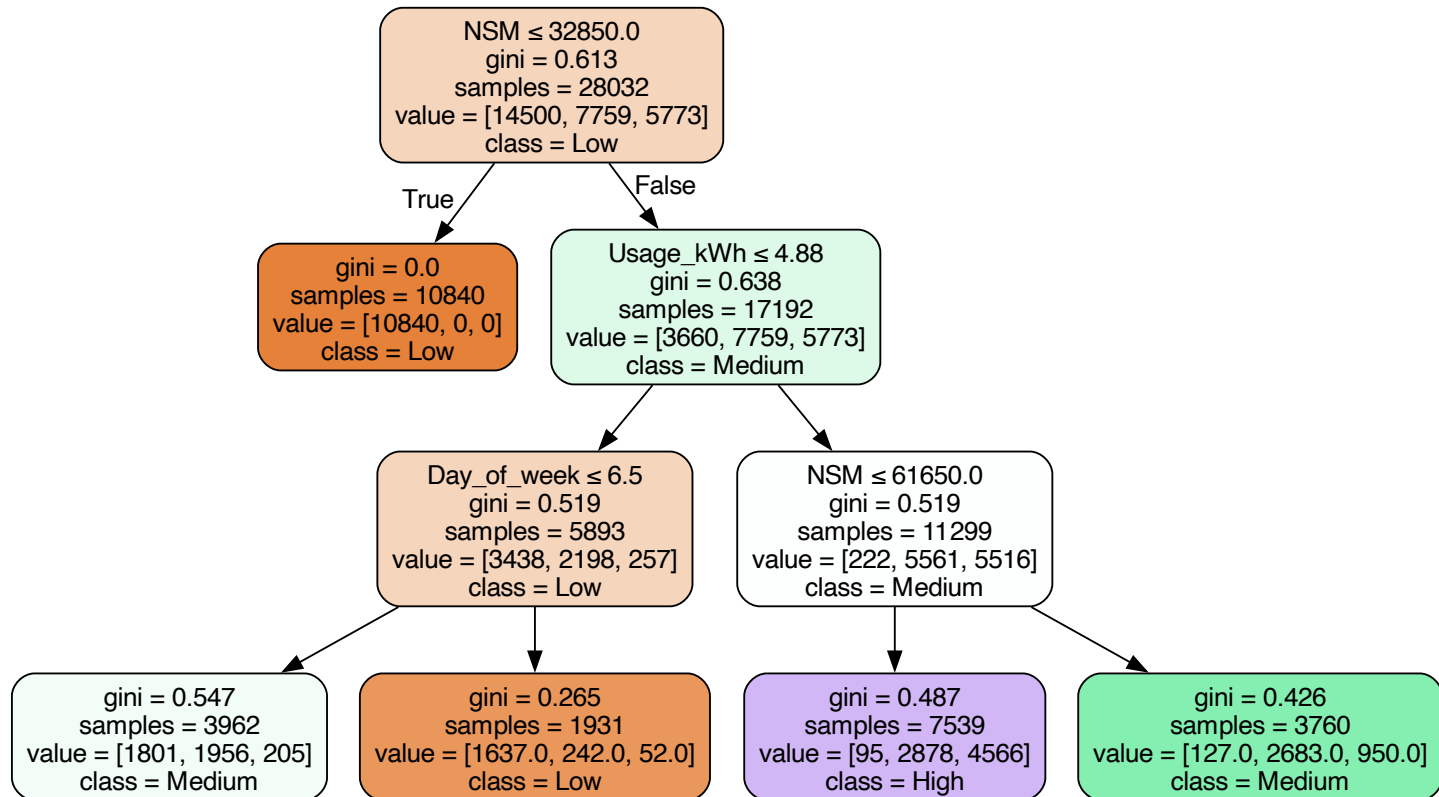 NSM ≤ 32850.0
gini = 0.613
samples = 28032
value = [14500, 7759, 5773]
class = Low
True
False
gini = 0.0
samples = 10840
value = [10840, 0, 0]
class = Low
Usage_kWh ≤ 4.88
gini = 0.638
samples = 17192
value = [3660, 7759, 5773]
class = Medium
Day_of_week ≤ 6.5
gini = 0.519
samples = 5893
value = [3438, 2198, 257]
class = Low
NSM ≤ 61650.0
gini = 0.519
samples = 11299
value = [222, 5561, 5516]
class = Medium
gini = 0.547
samples = 3962
value = [1801, 1956, 205]
class = Medium
gini = 0.265
samples = 1931
value = [1637.0, 242.0, 52.0]
class = Low
gini = 0.487
samples = 7539
value = [95, 2878, 4566]
class = High
gini = 0.426
samples = 3760
value = [127.0, 2683.0, 950.0]
class = Medium